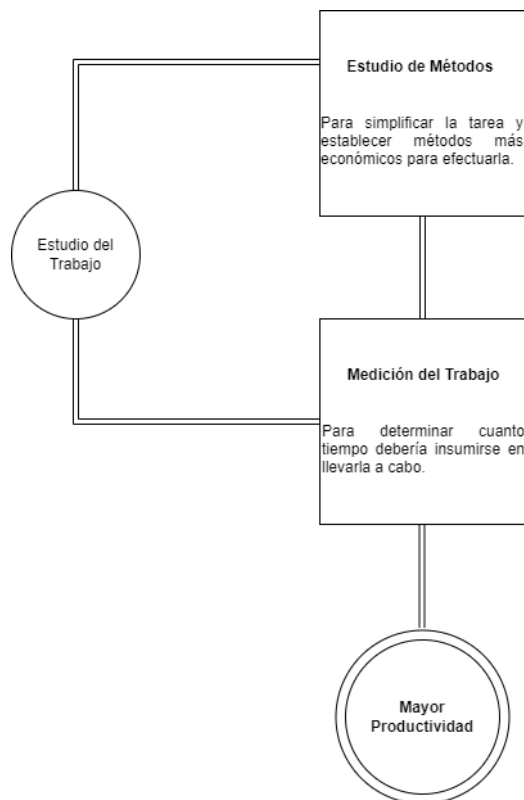 Estudio de Métodos
Para simplificar la tarea y
establecer métodos más
económicos para efectuarla.
Estudio del
Trabajo
Medición del Trabajo
Para determinar cuanto
tiempo debería insumirse en
llevarla a cabo.
Mayor
Productividad